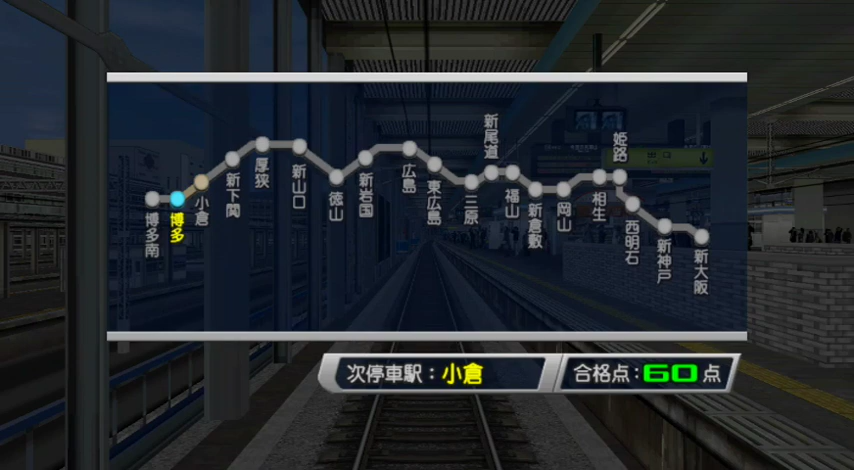 博多南
博多
小倉
新下関
厚狭
新山口
徳山
新岩国
広島
東広島
三原
新尾道
福山
新倉敷
岡山
相生
姫路
西明石
新神戸
新大阪
次停車駅：小倉
合格点：60点